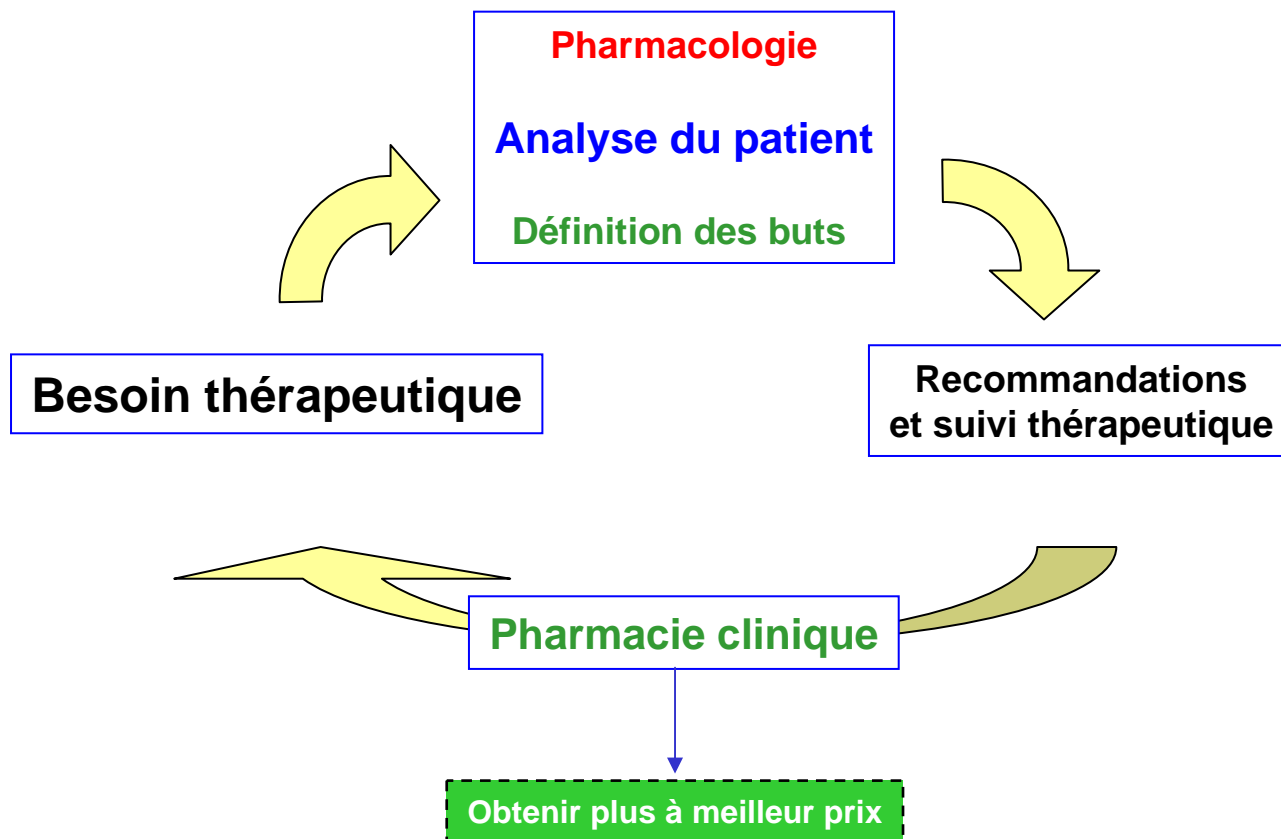 Pharmacologie
Analyse du patient
Définition des buts
Besoin thérapeutique
Recommandations
et suivi thérapeutique
Pharmacie clinique
Obtenir plus à meilleur prix